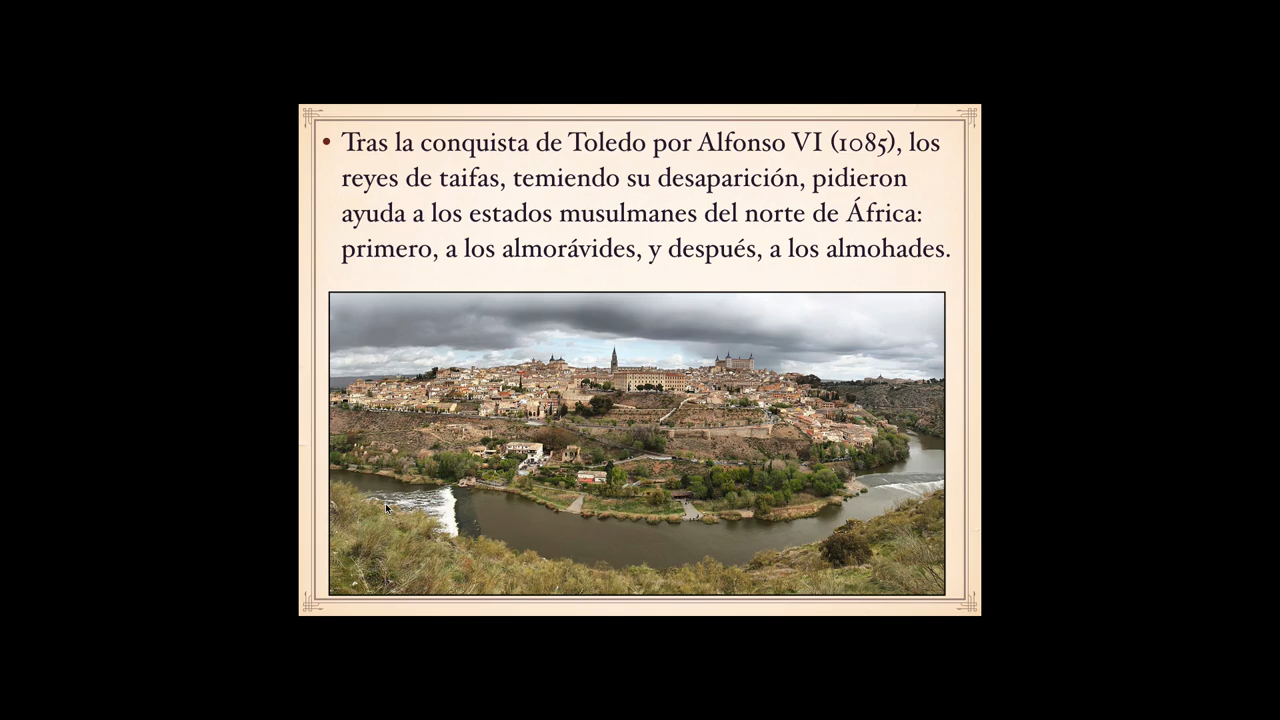 • Tras la conquista de Toledo por Alfonso VI (1085), los
reyes de taifas, temiendo su desaparición, pidieron
ayuda a los estados musulmanes del norte de África:
primero, a los almorávides, y después, a los almohades.